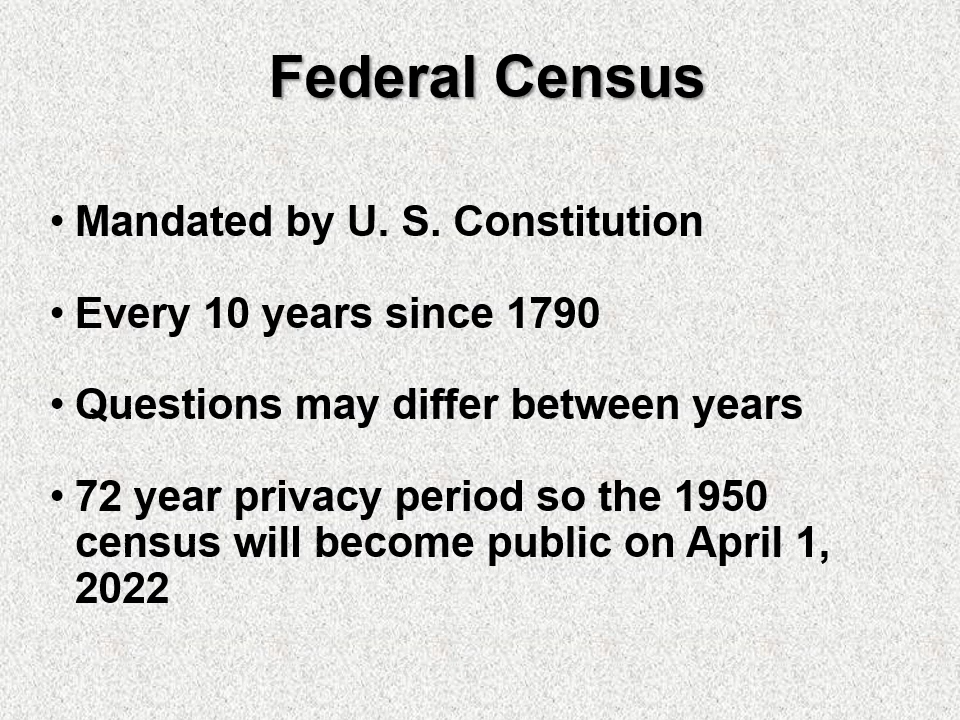 Federal Census
• Mandated by U. S. Constitution
• Every 10 years since 1790
• Questions may differ between years
• 72 year privacy period so the 1950
census will become public on April 1,
2022